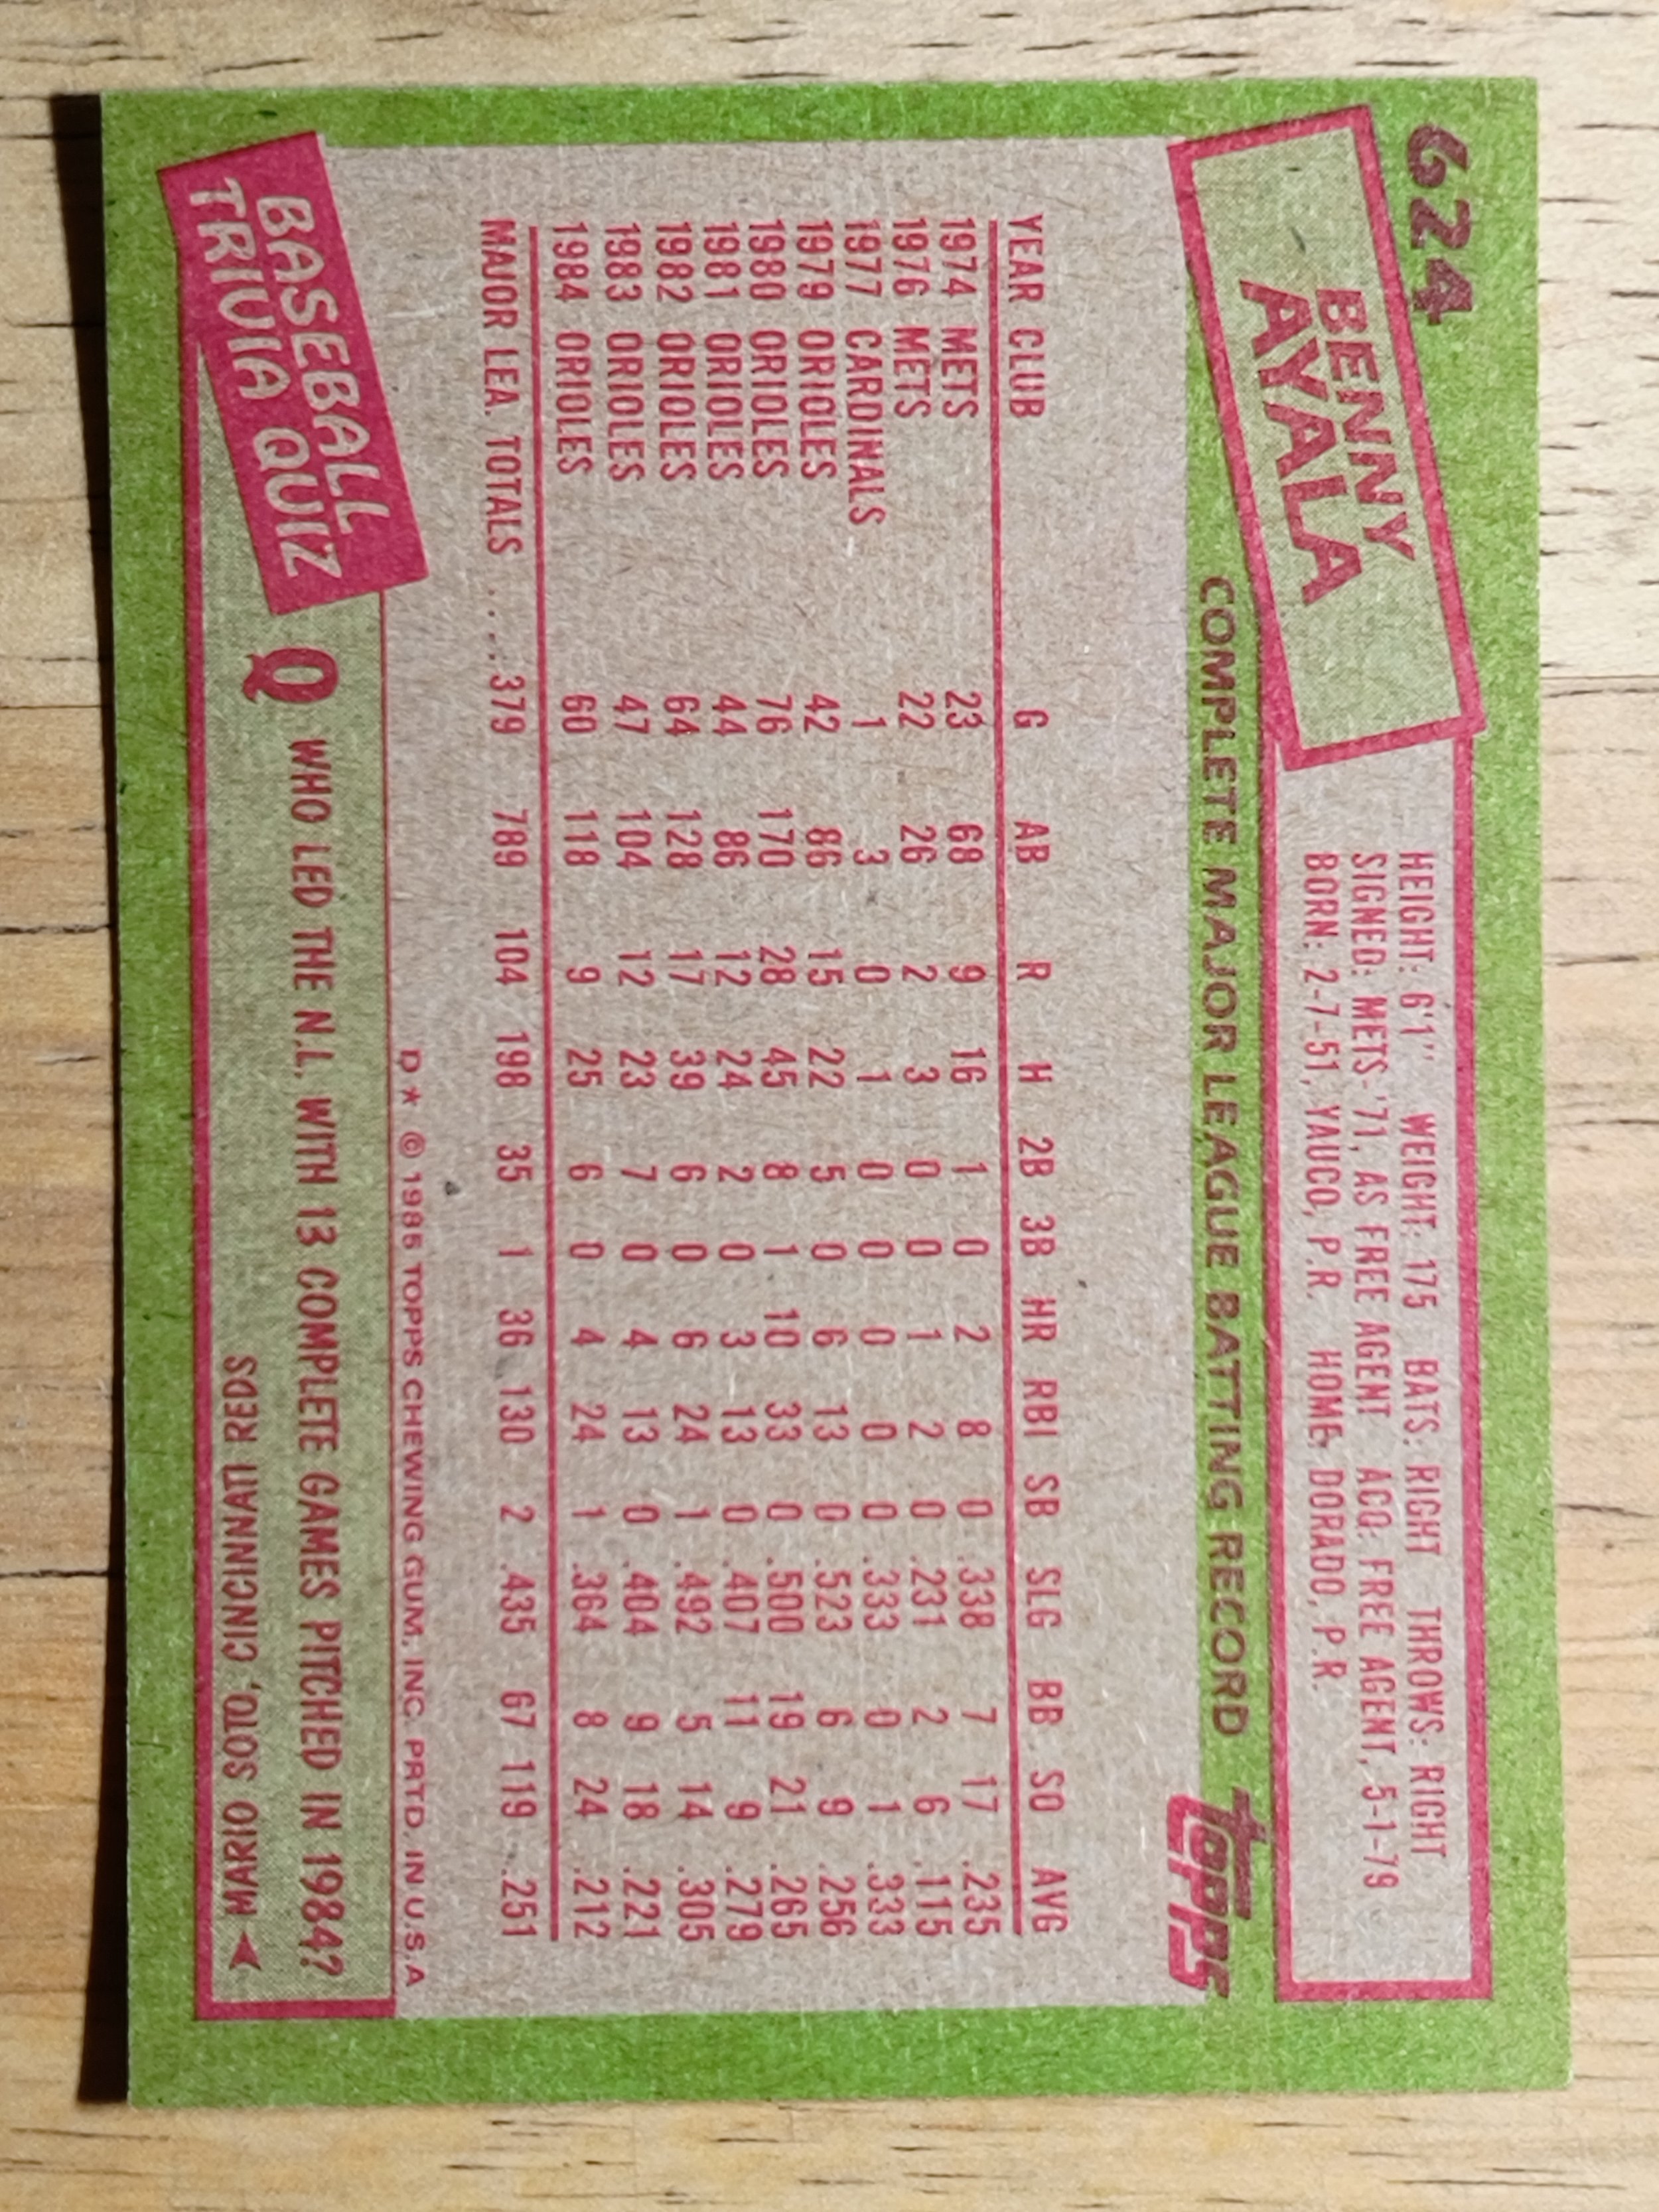 624
BENNY
AYALA
HEIGHT: 6'1" WEIGHT: 175 BATS: RIGHT THROWS: RIGHT
SIGNED: METS-'71, AS FREE AGENT ACQ: FREE AGENT, 5-1-79
BORN: 2-7-51, YAUCO, P.R. HOME: DORADO, P.R.
COMPLETE MAJOR LEAGUE BATTING RECORD
topps
YEAR CLUB G AB R H 2B 3B HR RBI SB SLG BB SO AVG
1974 METS 23 68 9 16 1 0 2 8 0 .338 7 17 .235
1976 METS 22 26 2 3 0 0 1 2 0 .231 2 6 .115
1977 CARDINALS 1 3 0 1 0 0 0 0 0 .333 0 1 .333
1979 ORIOLES 42 86 15 22 5 0 6 13 0 .523 6 9 .256
1980 ORIOLES 76 170 28 45 8 1 10 33 0 .500 19 21 .265
1981 ORIOLES 44 86 12 24 2 0 3 13 0 .407 11 9 .279
1982 ORIOLES 64 128 17 39 6 0 6 24 1 .492 5 14 .305
1983 ORIOLES 47 104 12 23 7 0 4 13 0 .404 9 18 .221
1984 ORIOLES 60 118 9 25 6 0 4 24 1 .364 8 24 .212
MAJOR LEA. TOTALS ....379 789 104 198 35 1 36 130 2 .435 67 119 .251
D* © 1985 TOPPS CHEWING GUM, INC. PRTD. IN U.S.A
BASEBALL
TRIVIA QUIZ
Q WHO LED THE N.L. WITH 13 COMPLETE GAMES PITCHED IN 1984?
MARIO SOTO, CINCINNATI REDS